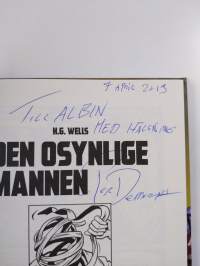 7 APRIL 2013
TILL ALBIN
H.G. WELLS
MED HÄLSNING
DEN OSYNLIGE
MANNEN